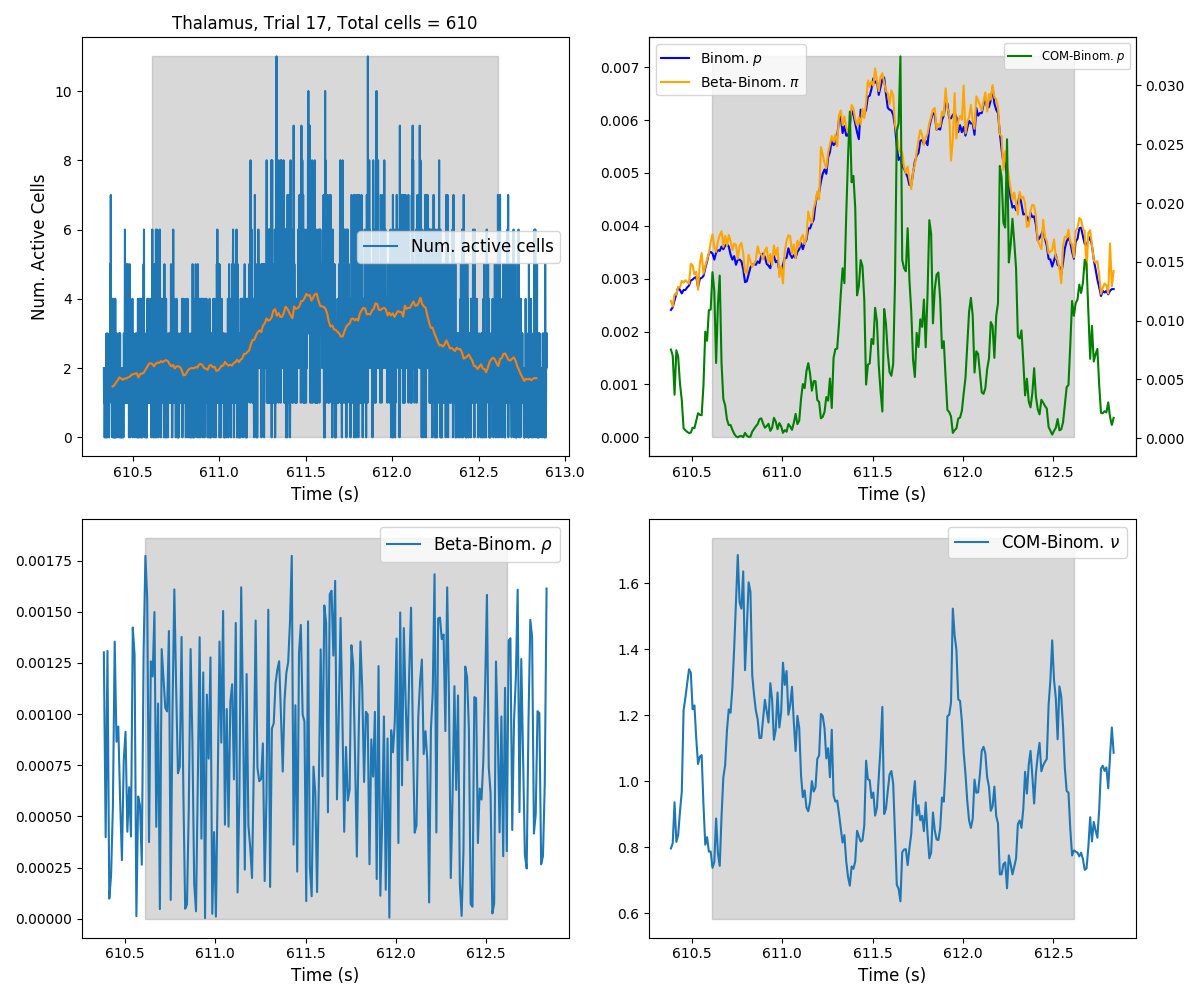 Thalamus, Trial 17, Total cells = 610
Num. Active Cells
10
8
6
4
2
0
Num. active cells
610.5 611.0 611.5 612.0 612.5 613.0
Time (s)
Binom. p
Beta-Binom. π
COM-Binom. p
0.007
0.006
0.005
0.004
0.003
0.002
0.001
0.000
0.030
0.025
0.020
0.015
0.010
0.005
0.000
610.5 611.0 611.5 612.0 612.5
Time (s)
Beta-Binom. ρ
0.00175
0.00150
0.00125
0.00100
0.00075
0.00050
0.00025
0.00000
610.5 611.0 611.5 612.0 612.5
Time (s)
COM-Binom. ν
1.6
1.4
1.2
1.0
0.8
0.6
610.5 611.0 611.5 612.0 612.5
Time (s)